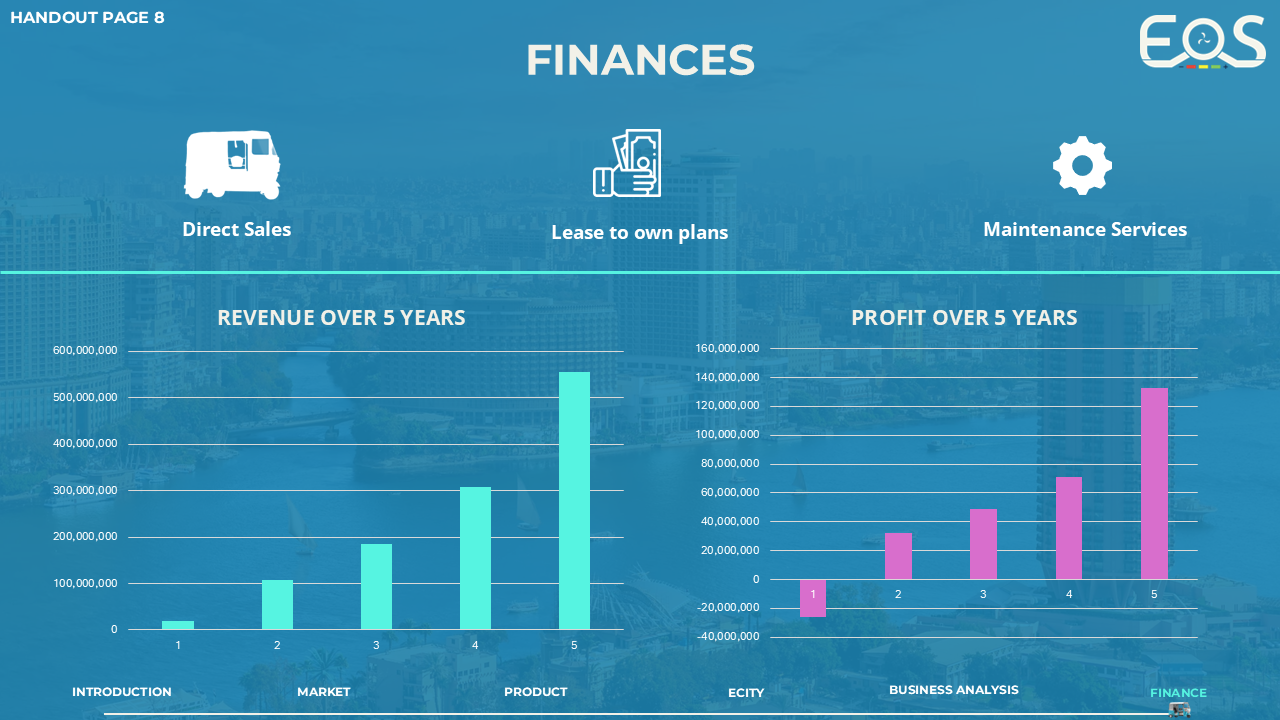 HANDOUT PAGE 8
EOS
FINANCES
Direct Sales
Lease to own plans
Maintenance Services
REVENUE OVER 5 YEARS
600,000,000
500,000,000
400,000,000
300,000,000
200,000,000
100,000,000
0
1 2 3 4 5
PROFIT OVER 5 YEARS
160,000,000
140,000,000
120,000,000
100,000,000
80,000,000
60,000,000
40,000,000
20,000,000
0
1 2 3 4 5
-20,000,000
-40,000,000
INTRODUCTION MARKET PRODUCT ECITY BUSINESS ANALYSIS FINANCE